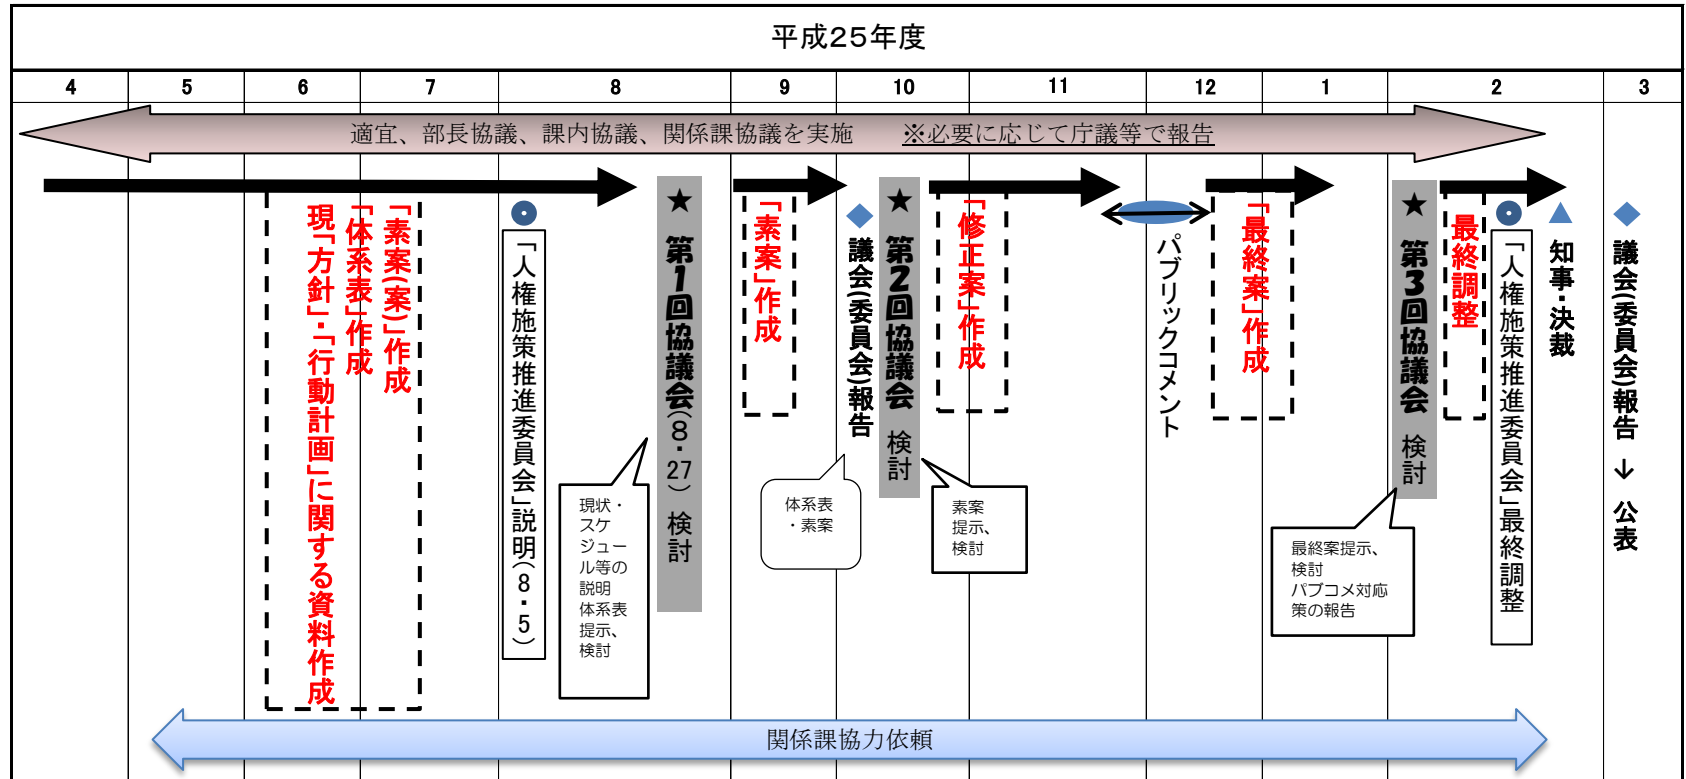 平成25年度
4 5 6 7 8 9 10 11 12 1 2 3
適宜、部長協議、課内協議、関係課協議を実施　※必要に応じて庁議等で報告
現「方針」・「行動計画」に関する資料作成
「体系表」作成
「素案(案)」作成
「人権施策推進委員会」説明(8・5)
★ 第1回協議会(8・27) 検討
現状・
スケ
ジュー
ル等の
説明
体系表
提示、
検討
「素案」作成
議会(委員会)報告
体系表
・素案
★ 第2回協議会 検討
素案
提示、
検討
「修正案」作成
パブリックコメント
「最終案」作成
★ 第3回協議会 検討
最終案提示、
検討
パブコメ対応
策の報告
最終調整
「人権施策推進委員会」最終調整
知事・決裁
議会(委員会)報告 → 公表
関係課協力依頼